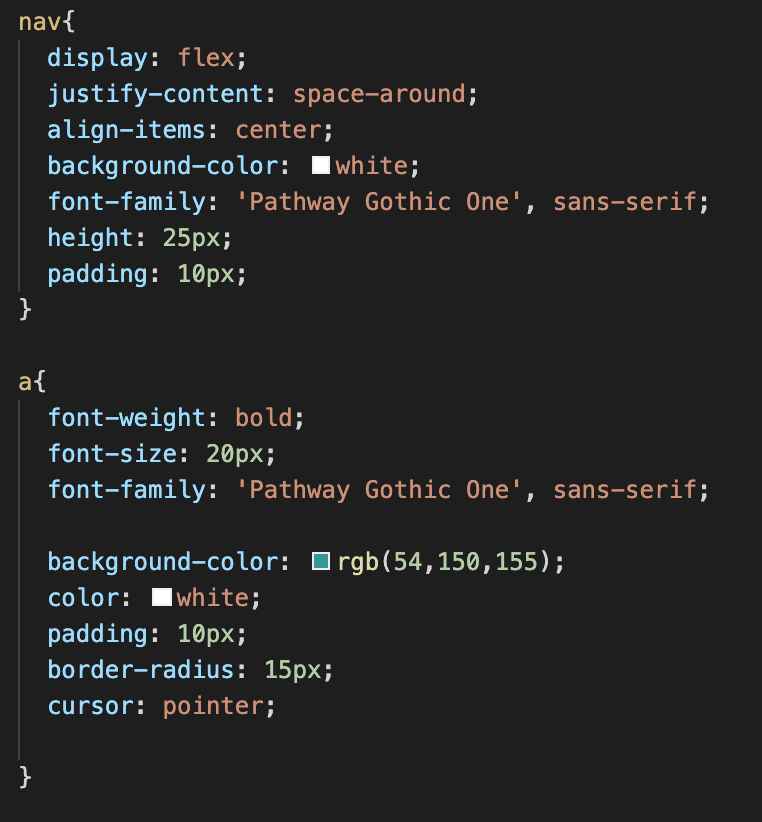 nav{
display: flex;
justify-content: space-around;
align-items: center;
background-color: white;
font-family: 'Pathway Gothic One', sans-serif;
height: 25px;
padding: 10px;
}
a{
font-weight: bold;
font-size: 20px;
font-family: 'Pathway Gothic One', sans-serif;
background-color: rgb(54,150,155);
color: white;
padding: 10px;
border-radius: 15px;
cursor: pointer;
}